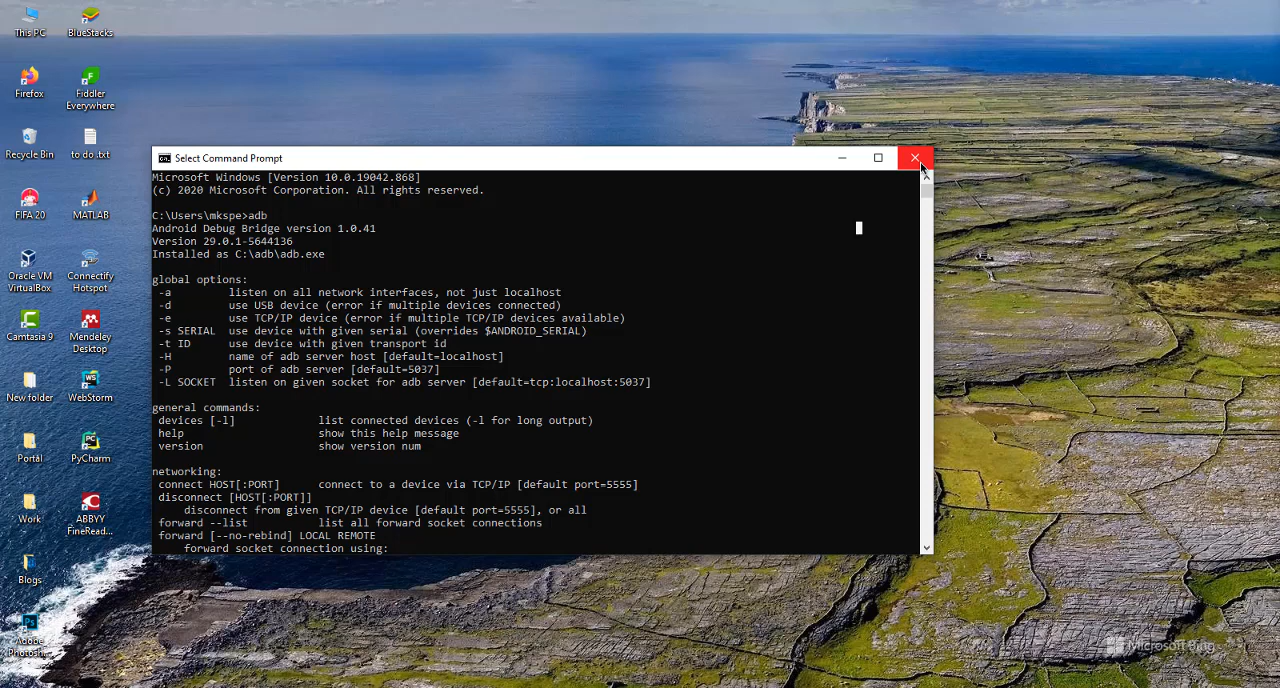 This PC
BlueStacks
Firefox
Fiddler
Everywhere
Recycle Bin
to do .txt
FIFA 20
MATLAB
Oracle VM
VirtualBox
Connectify
Hotspot
Camtasia 9
Mendeley
Desktop
New folder
WebStorm
Portál
PyCharm
Work
ABBYY
FineRead...
Blogs
Adobe
Photosh...
Select Command Prompt
Microsoft Windows [Version 10.0.19042.868]
(c) 2020 Microsoft Corporation. All rights reserved.
C:\Users\mkspe>adb
Android Debug Bridge version 1.0.41
Version 29.0.1-5644136
Installed as C:\adb\adb.exe
global options:
-a listen on all network interfaces, not just localhost
-d use USB device (error if multiple devices connected)
-e use TCP/IP device (error if multiple TCP/IP devices available)
-s SERIAL use device with given serial (overrides $ANDROID_SERIAL)
-t ID use device with given transport id
-H name of adb server host [default=localhost]
-P port of adb server [default=5037]
-L SOCKET listen on given socket for adb server [default=tcp:localhost:5037]
general commands:
devices [-l] list connected devices (-l for long output)
help show this help message
version show version num
networking:
connect HOST[:PORT] connect to a device via TCP/IP [default port=5555]
disconnect [HOST[:PORT]]
disconnect from given TCP/IP device [default port=5555], or all
forward --list list all forward socket connections
forward [--no-rebind] LOCAL REMOTE
forward socket connection using:
Microsoft Bing